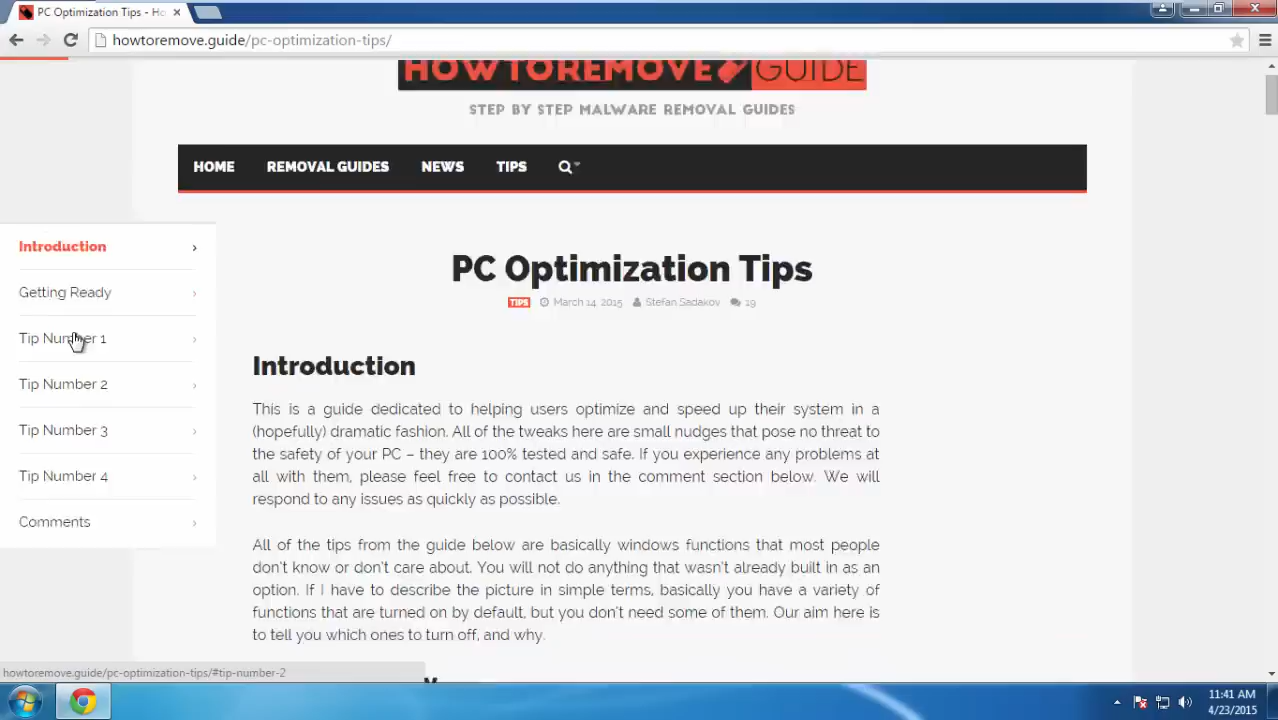 PC Optimization Tips - Ho
howtoremove.guide/pc-optimization-tips/
HOWTOREMOVE GUIDE
STEP BY STEP MALWARE REMOVAL GUIDES
HOME REMOVAL GUIDES NEWS TIPS
Introduction
Getting Ready
Tip Number 1
Tip Number 2
Tip Number 3
Tip Number 4
Comments
PC Optimization Tips
TIPS March 14, 2015 Stefan Sadakov 19
Introduction
This is a guide dedicated to helping users optimize and speed up their system in a
(hopefully) dramatic fashion. All of the tweaks here are small nudges that pose no threat to
the safety of your PC – they are 100% tested and safe. If you experience any problems at
all with them, please feel free to contact us in the comment section below. We will
respond to any issues as quickly as possible.
All of the tips from the guide below are basically windows functions that most people
don't know or don't care about. You will not do anything that wasn't already built in as an
option. If I have to describe the picture in simple terms, basically you have a variety of
functions that are turned on by default, but you don't need some of them. Our aim here is
to tell you which ones to turn off, and why.
howtoremove.guide/pc-optimization-tips/#tip-number-2
11:41 AM
4/23/2015